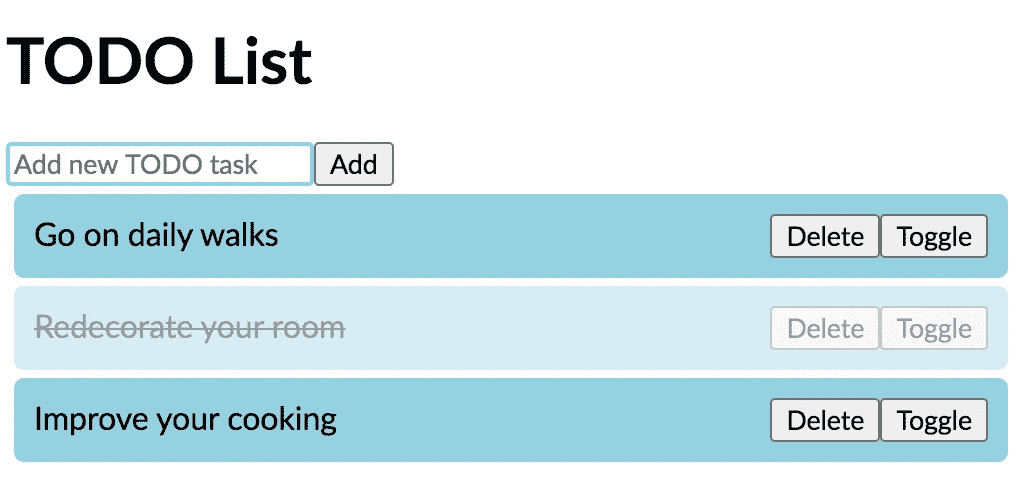 TODO List
Add new TODO task Add
Go on daily walks Delete Toggle
Redecorate your room Delete Toggle
Improve your cooking Delete Toggle